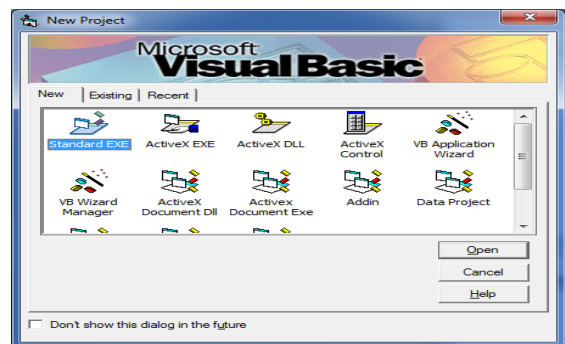 New Project
Microsoft
Visual Basic
New Existing Recent
Standard EXE ActiveX EXE ActiveX DLL ActiveX Control VB Application Wizard
VB Wizard Manager ActiveX Document Dll Activex Document Exe Addin Data Project
Open
Cancel
Help
Don't show this dialog in the future